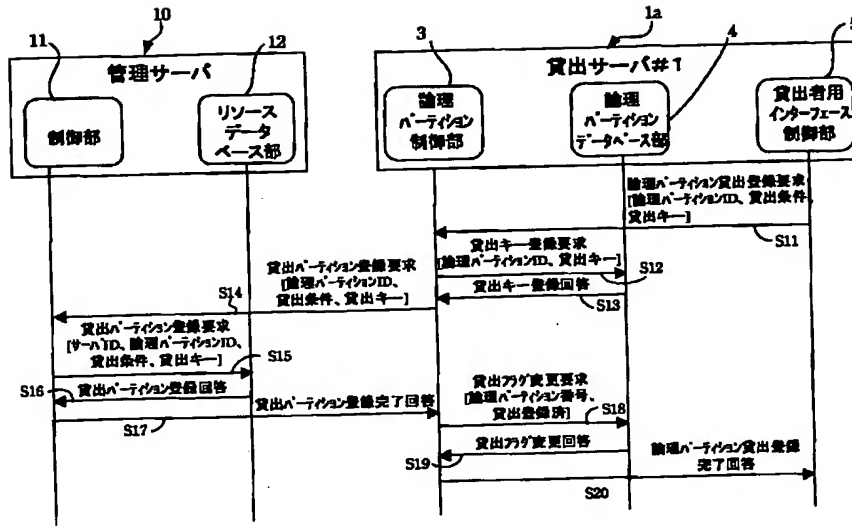 10
1a
11
12
3
4
5
管理サーバ
貸出サーバ#1
制御部
リソース
データ
ベース部
論理
パーティション
制御部
論理
パーティション
データベース部
貸出者用
インターフェース
制御部
論理パーティション貸出登録要求
[論理パーティションID、貸出条件、
貸出キー]
S11
貸出キー登録要求
[論理パーティションID、貸出キー]
S12
貸出キー登録回答
S13
貸出パーティション登録要求
[論理パーティションID、
貸出条件、貸出キー]
S14
貸出パーティション登録要求
[サーバID、論理パーティションID、
貸出条件、貸出キー]
S15
S16
貸出パーティション登録回答
貸出パーティション登録完了回答
S17
貸出フラグ変更要求
[論理パーティション番号、
貸出登録済]
S18
貸出フラグ変更回答
S19
論理パーティション貸出登録
完了回答
S20